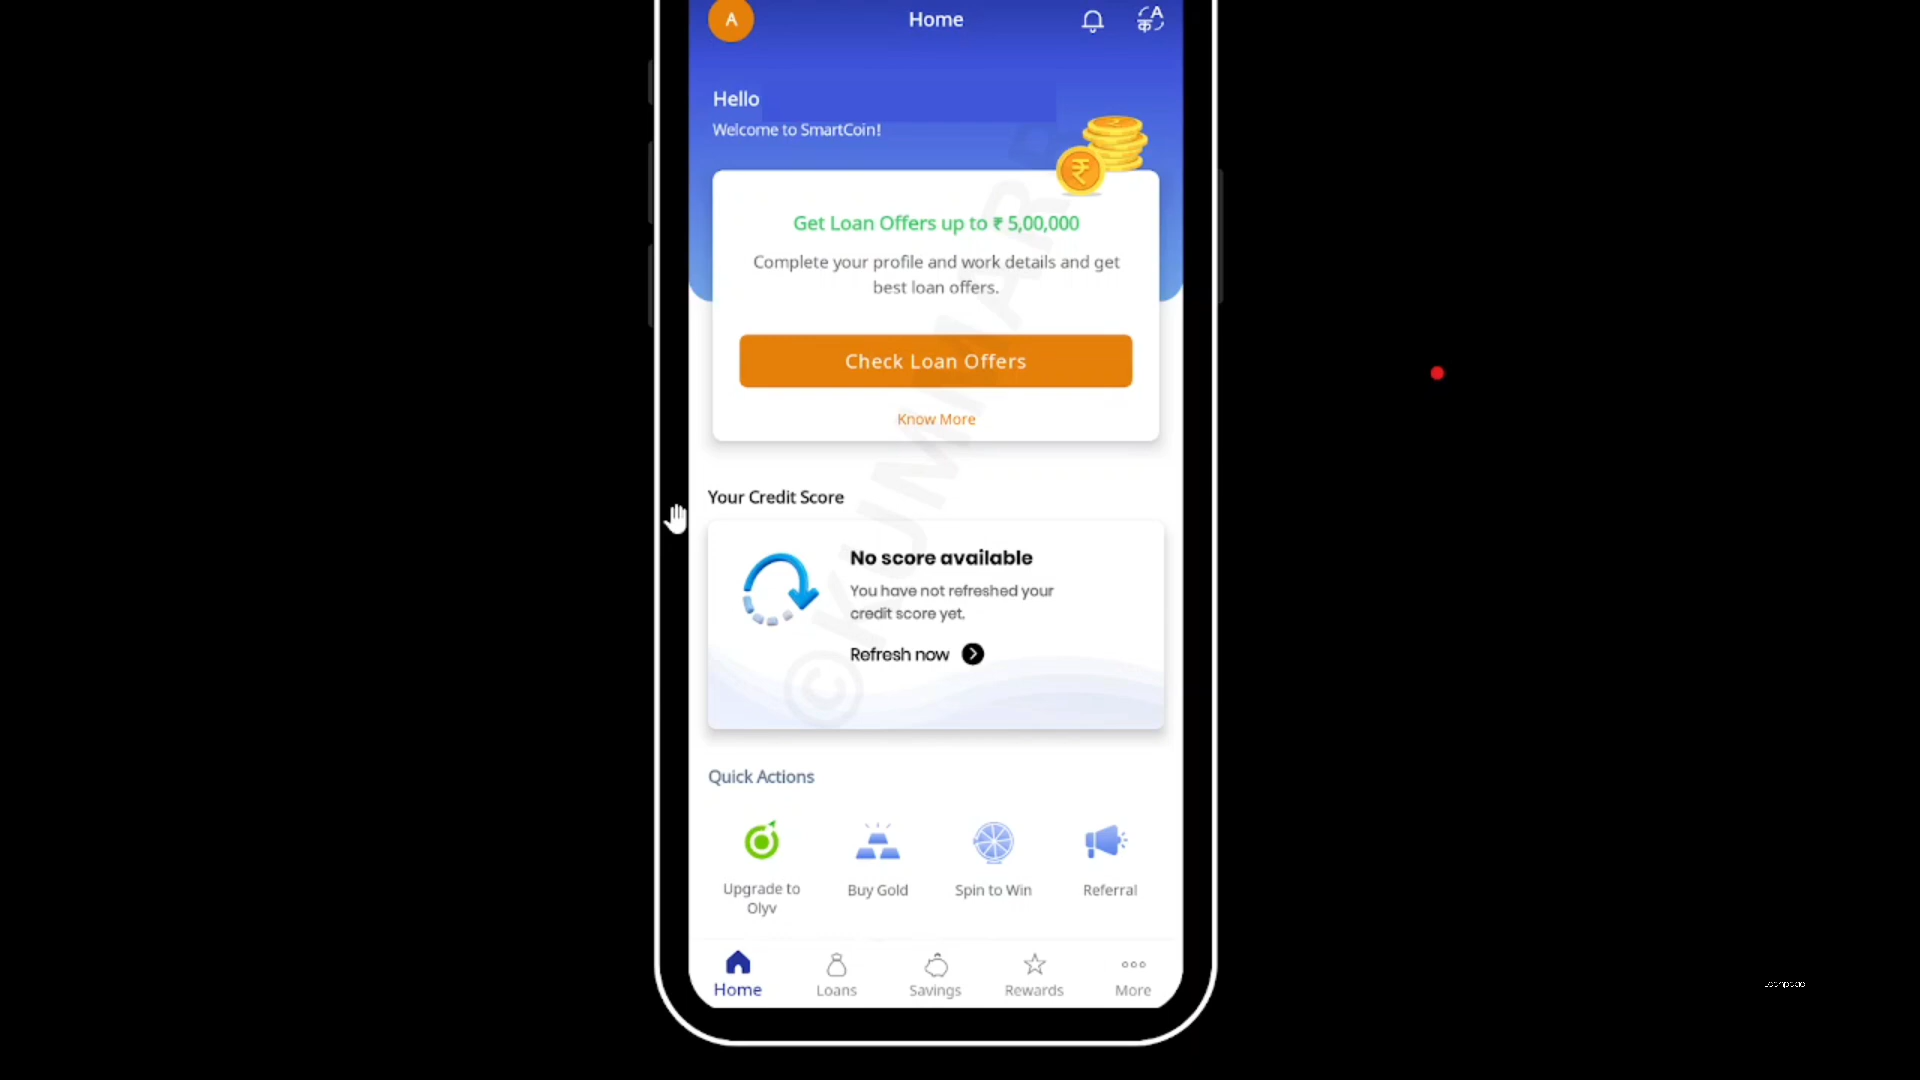 A
Home
Hello
Welcome to SmartCoin!
Get Loan Offers up to ₹ 5,00,000
Complete your profile and work details and get
best loan offers.
Check Loan Offers
Know More
Your Credit Score
No score available
You have not refreshed your
credit score yet.
Refresh now
Quick Actions
Upgrade to
Olyv
Buy Gold
Spin to Win
Referral
Home
Loans
Savings
Rewards
More